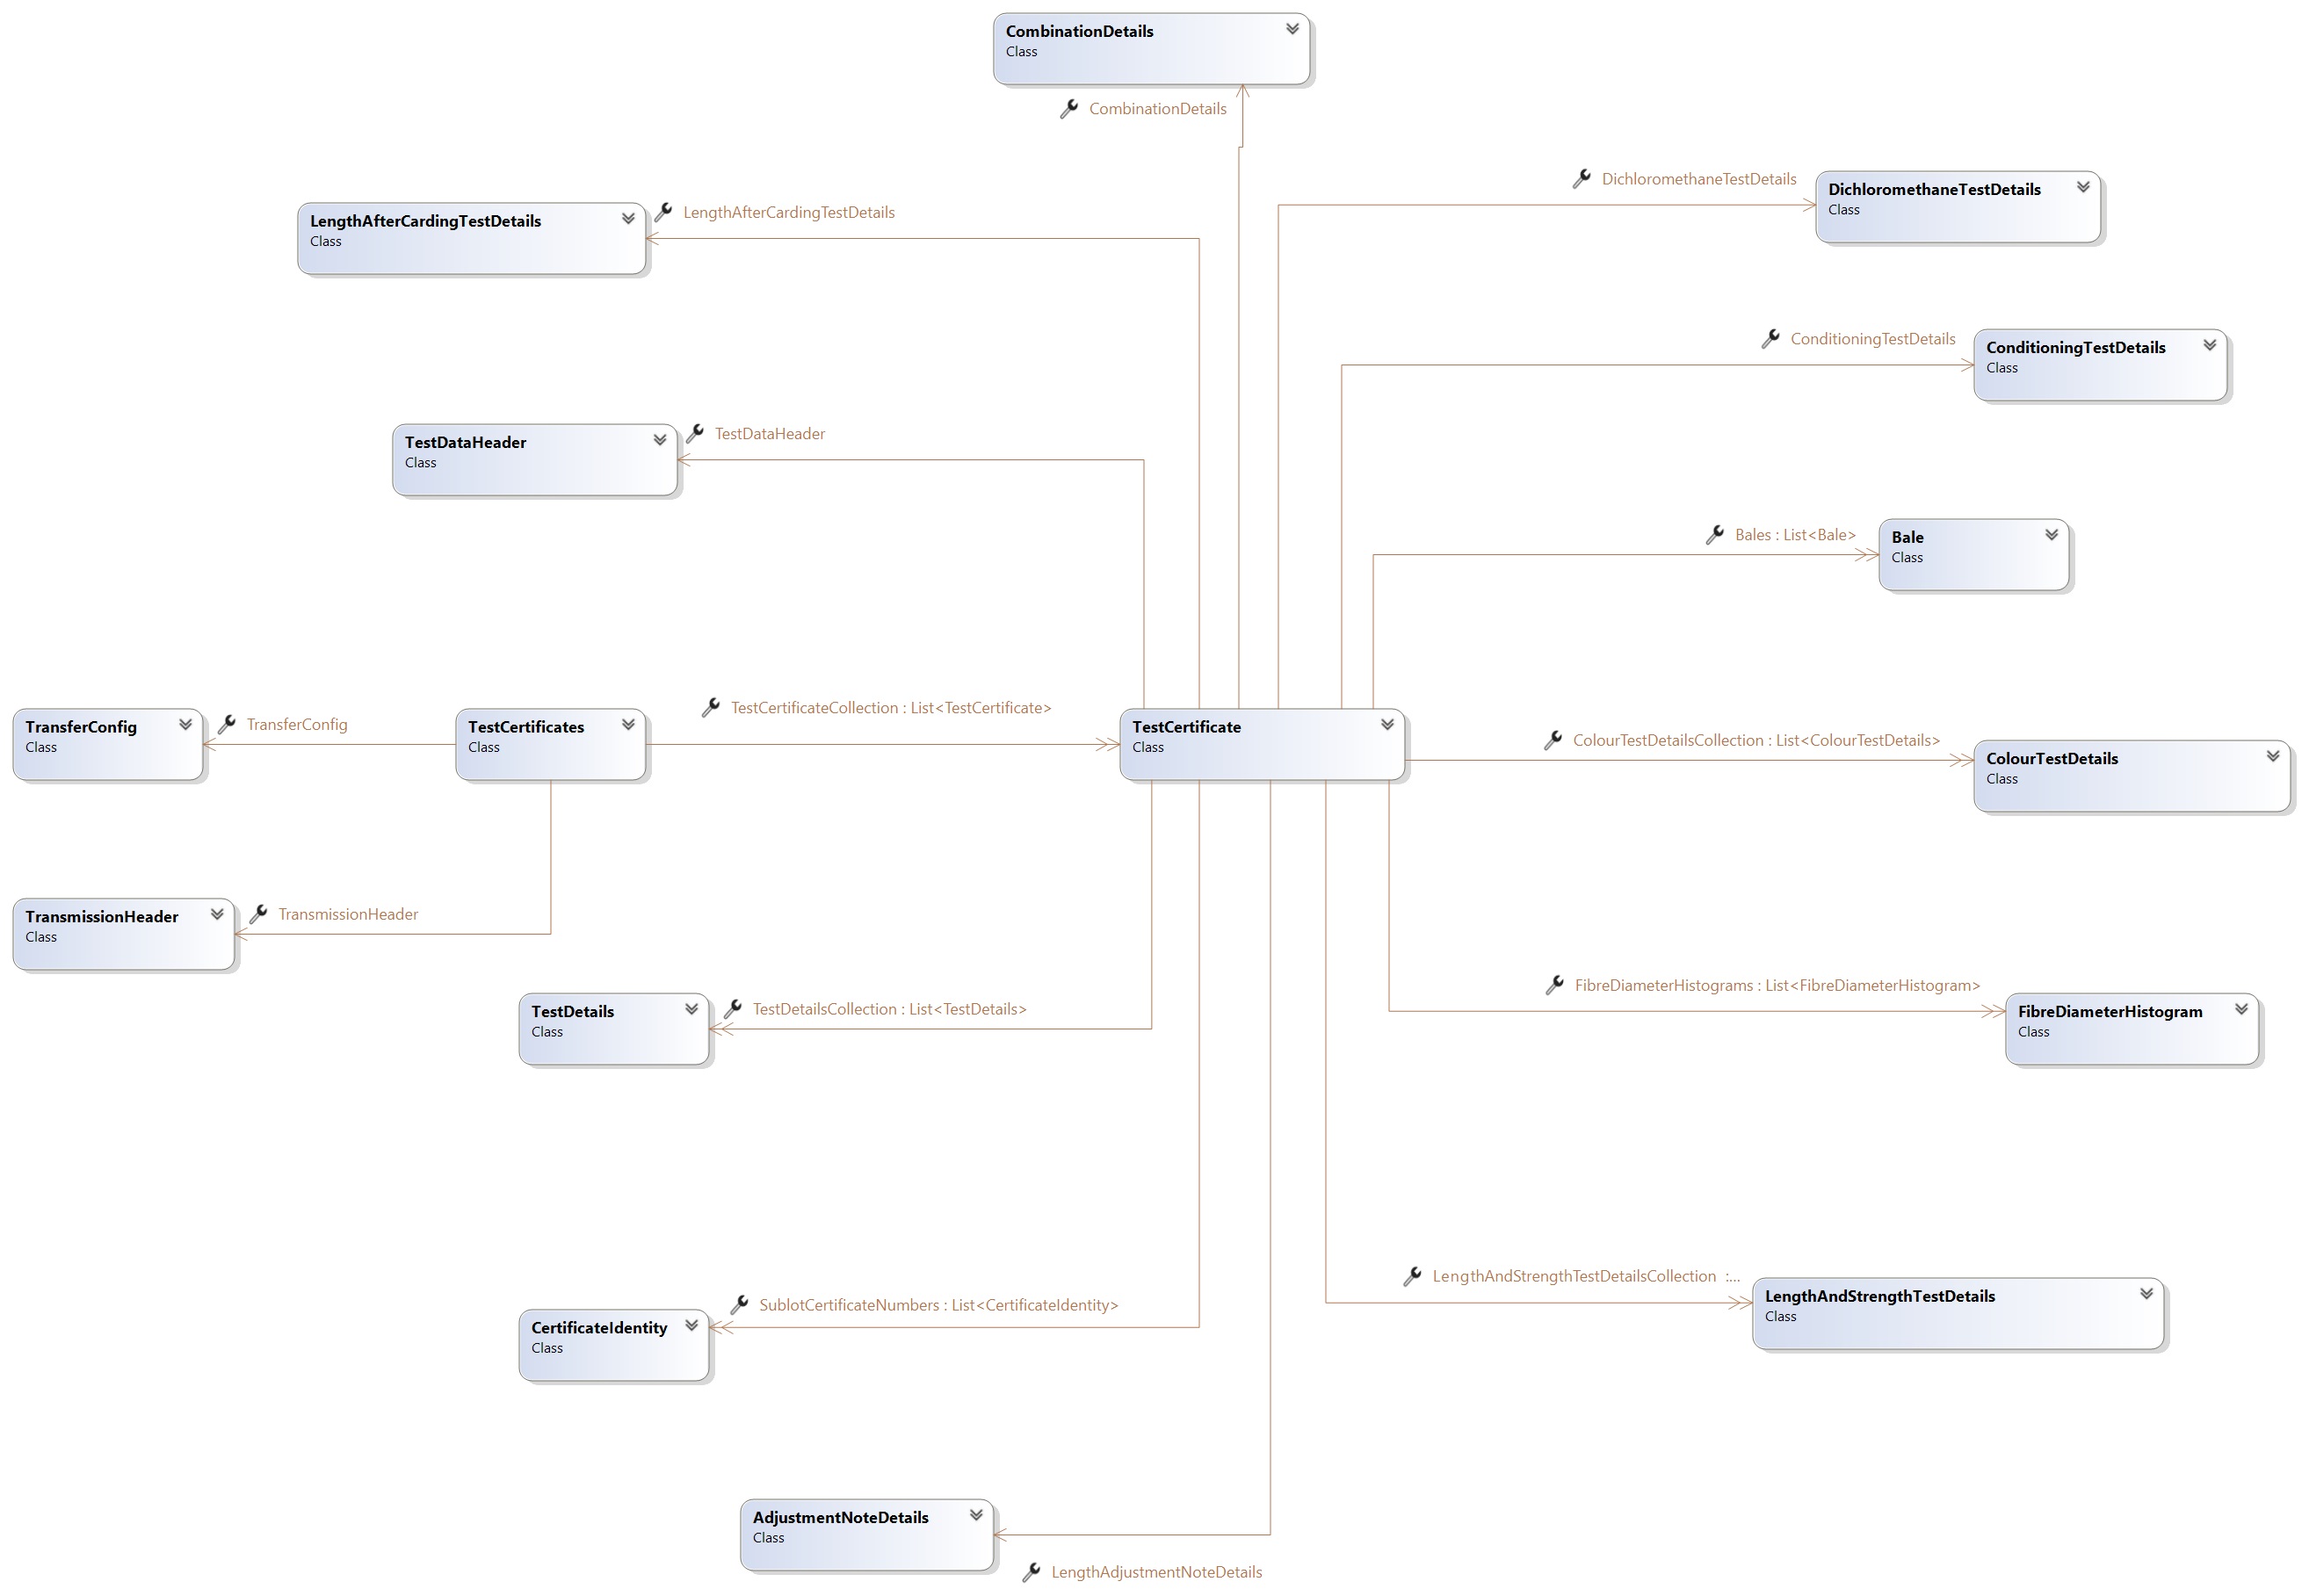 CombinationDetails
Class
CombinationDetails
DichloromethaneTestDetails
DichloromethaneTestDetails
Class
LengthAfterCardingTestDetails
Class
LengthAfterCardingTestDetails
ConditioningTestDetails
ConditioningTestDetails
Class
TestDataHeader
Class
TestDataHeader
Bales : List<Bale>
Bale
Class
TransferConfig
Class
TransferConfig
TestCertificates
Class
TestCertificateCollection : List<TestCertificate>
TestCertificate
Class
ColourTestDetailsCollection : List<ColourTestDetails>
ColourTestDetails
Class
TransmissionHeader
Class
TransmissionHeader
TestDetails
Class
TestDetailsCollection : List<TestDetails>
FibreDiameterHistograms : List<FibreDiameterHistogram>
FibreDiameterHistogram
Class
LengthAndStrengthTestDetailsCollection :...
LengthAndStrengthTestDetails
Class
CertificateIdentity
Class
SublotCertificateNumbers : List<CertificateIdentity>
AdjustmentNoteDetails
Class
LengthAdjustmentNoteDetails